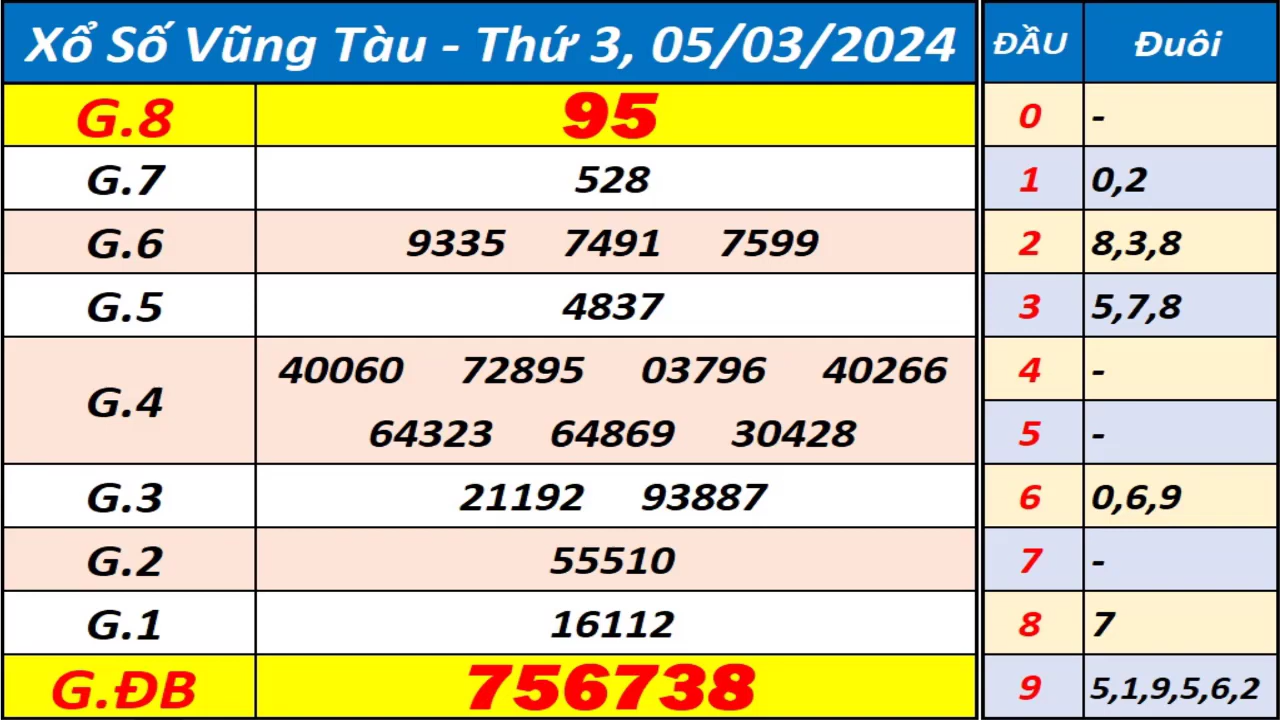 Xổ Số Vũng Tàu - Thứ 3, 05/03/2024
G.8 95
G.7 528
G.6 9335 7491 7599
G.5 4837
G.4 40060 72895 03796 40266
64323 64869 30428
G.3 21192 93887
G.2 55510
G.1 16112
G.ĐB 756738
ĐẦU Đuôi
0 -
1 0,2
2 8,3,8
3 5,7,8
4 -
5 -
6 0,6,9
7 -
8 7
9 5,1,9,5,6,2